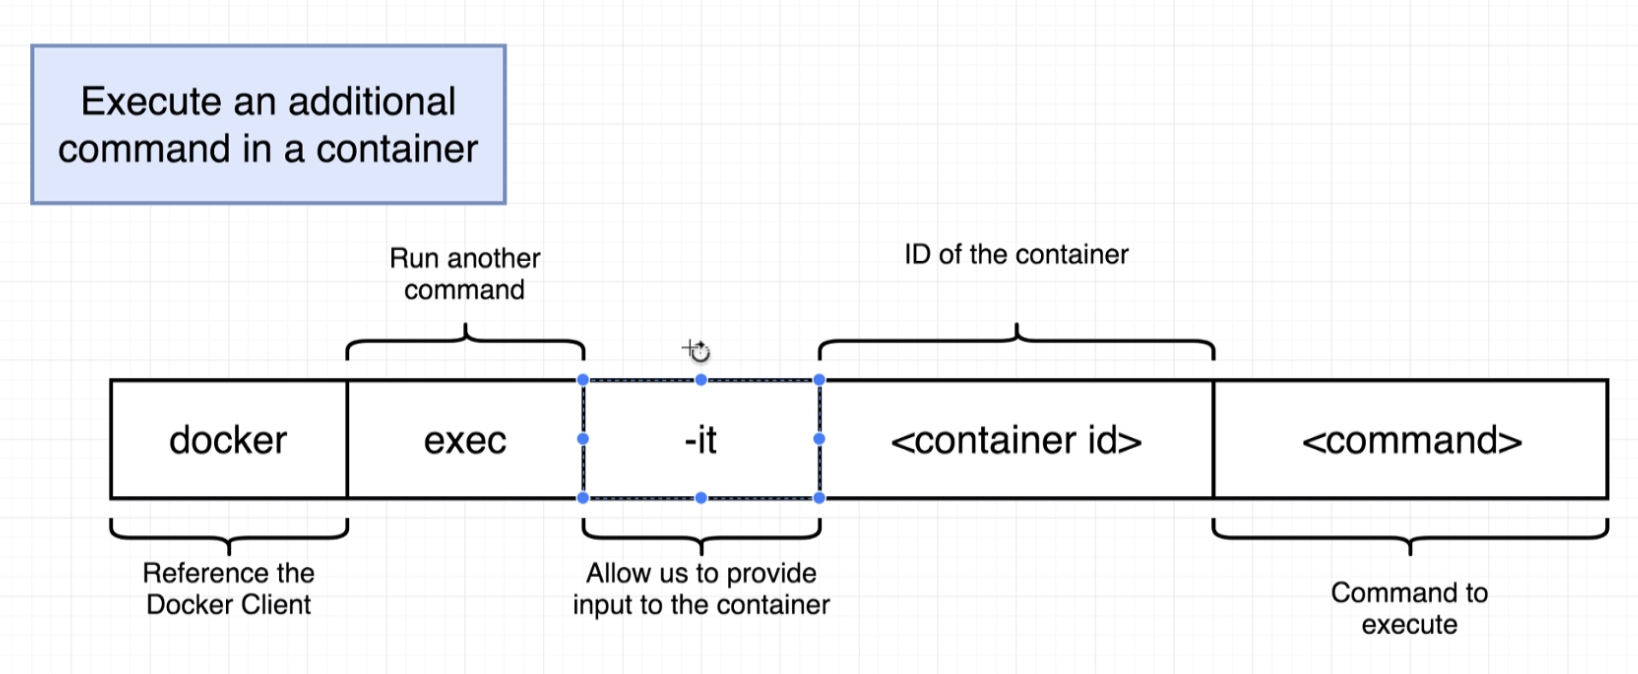 Execute an additional
command in a container
Run another
command
ID of the container
docker
exec
-it
<container id>
<command>
Reference the
Docker Client
Allow us to provide
input to the container
Command to
execute